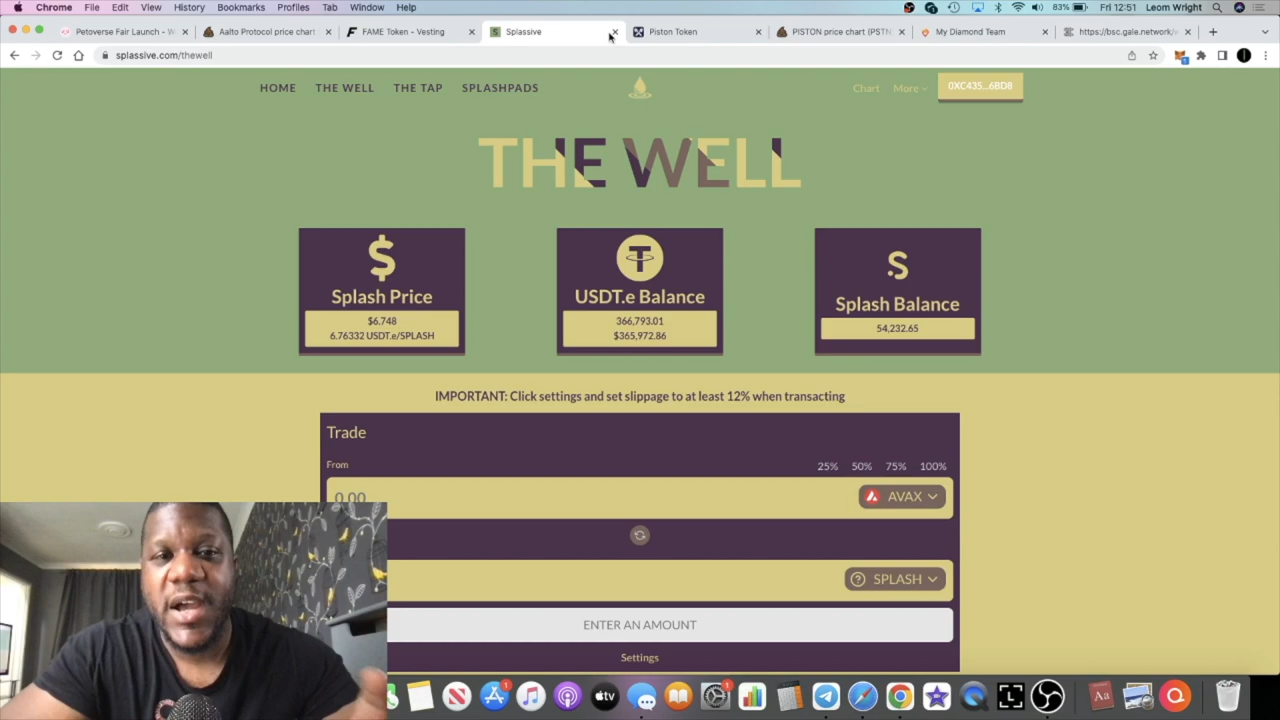 Chrome File Edit View History Bookmarks Profiles Tab Window Help
83% Fri 12:51 Leom Wright
Petoverse Fair Launch - W
Aalto Protocol price chart
FAME Token - Vesting
Splassive
Piston Token
PISTON price chart (PSTN
My Diamond Team
https://bsc.gale.network/
splassive.com/thewell
HOME THE WELL THE TAP SPLASHPADS
Chart More 0XC435...6BD8
THE WELL
Splash Price
$6.748
6.76332 USDT.e/SPLASH
USDT.e Balance
366,793.01
$365,972.86
Splash Balance
54,232.65
IMPORTANT: Click settings and set slippage to at least 12% when transacting
Trade
From
25% 50% 75% 100%
0.00
AVAX
SPLASH
ENTER AN AMOUNT
Settings
tv
Aa